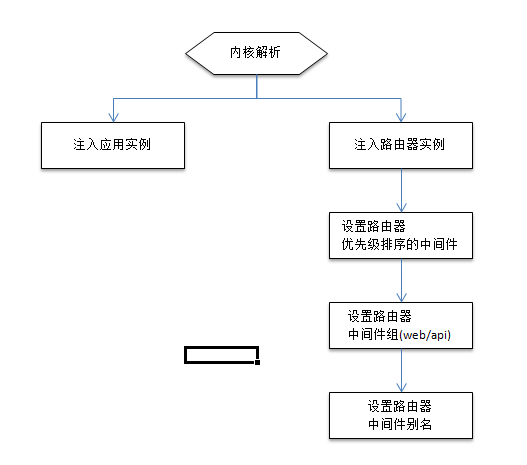 内核解析
注入应用实例
注入路由器实例
设置路由器
优先级排序的中间件
设置路由器
中间件组(web/api)
设置路由器
中间件别名